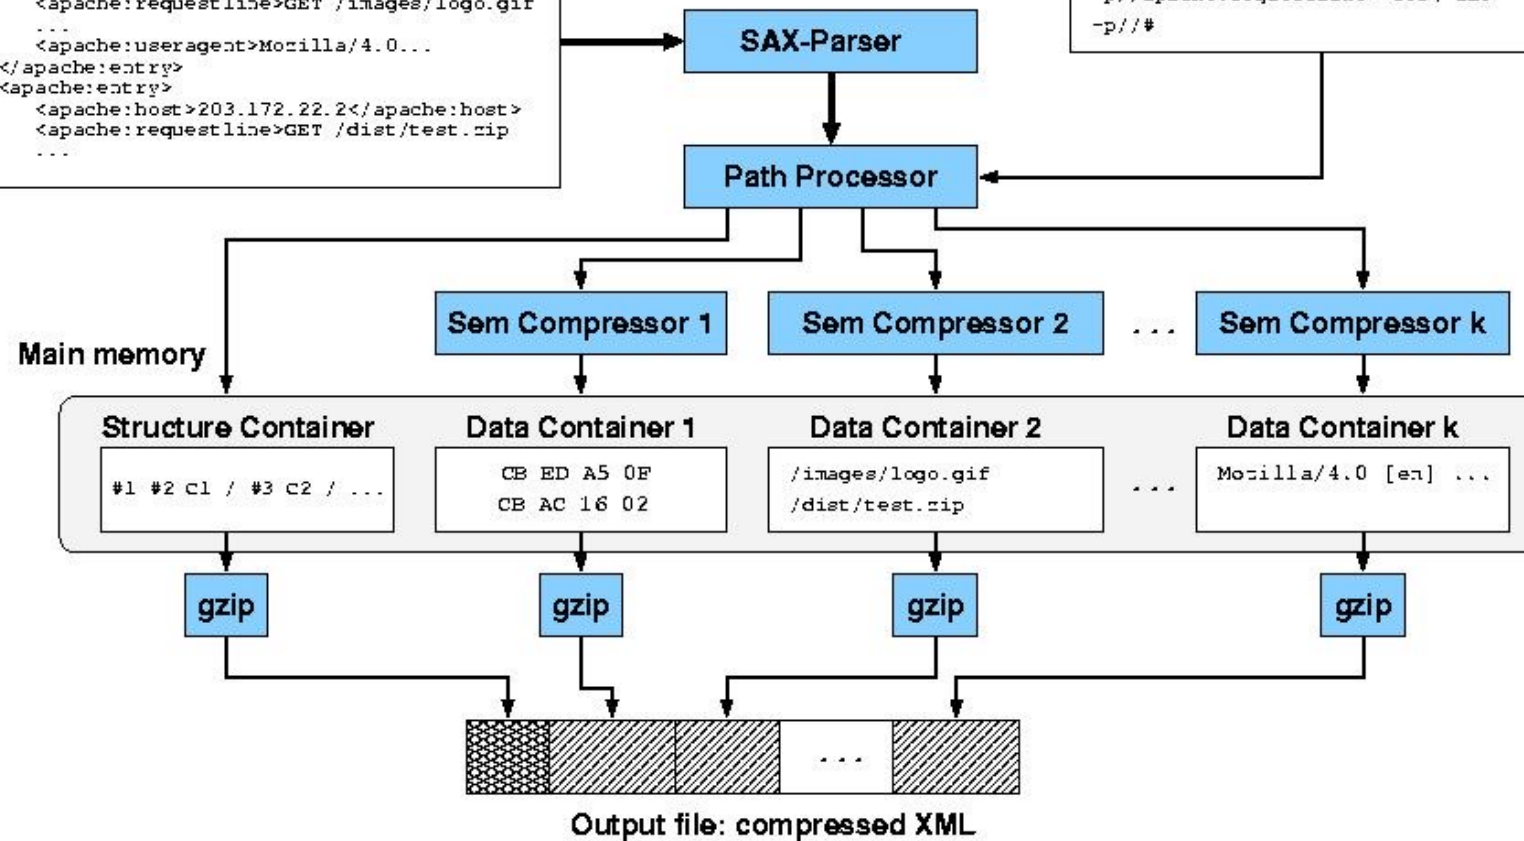 <apache:requestline>GET /images/logo.gif
...
<apache:useragent>Mozilla/4.0...
</apache:entry>
<apache:entry>
<apache:host>203.172.22.2</apache:host>
<apache:requestline>GET /dist/test.zip
...
-p//#
SAX-Parser
Path Processor
Sem Compressor 1
Sem Compressor 2
...
Sem Compressor k
Main memory
Structure Container
Data Container 1
Data Container 2
Data Container k
#1 #2 C1 / #3 C2 / ...
CB ED A5 0F
CB AC 16 02
/images/logo.gif
/dist/test.zip
...
Mozilla/4.0 [en] ...
gzip
gzip
gzip
gzip
...
Output file: compressed XML